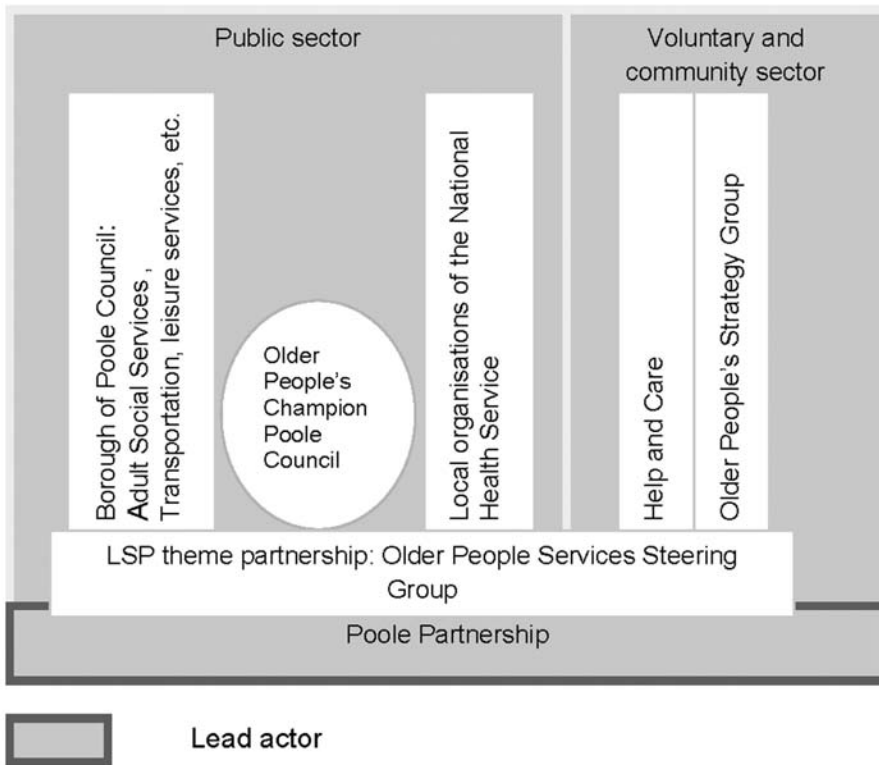 Public sector
Voluntary and
community sector
Borough of Poole Council:
Adult Social Services ,
Transportation, leisure services, etc.
Older
People's
Champion
Poole
Council
Local organisations of the National
Health Service
Help and Care
Older People's Strategy Group
LSP theme partnership: Older People Services Steering
Group
Poole Partnership
Lead actor